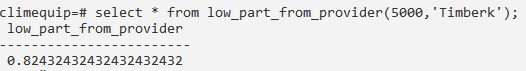 climequip=# select * from low_part_from_provider(5000,'Timberk');
low_part_from_provider
------------------------
0.82432432432432432432